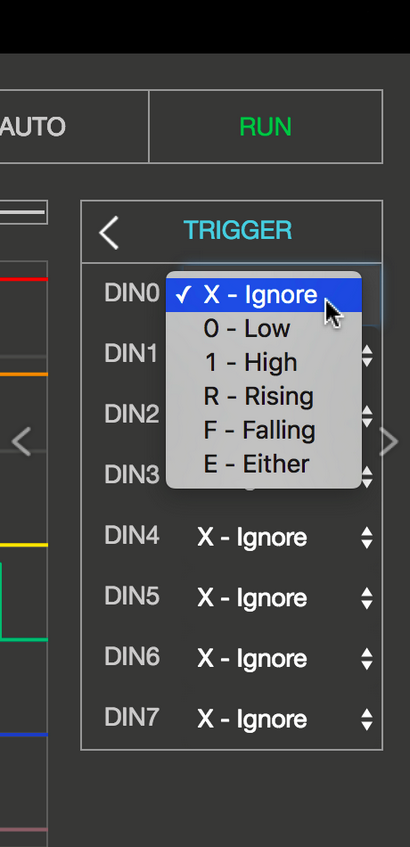 AUTO
RUN
TRIGGER
DIN0
✓ X - Ignore
0 - Low
DIN1
1 - High
R - Rising
DIN2
F - Falling
E - Either
DIN3
DIN4 X - Ignore
DIN5 X - Ignore
DIN6 X - Ignore
DIN7 X - Ignore